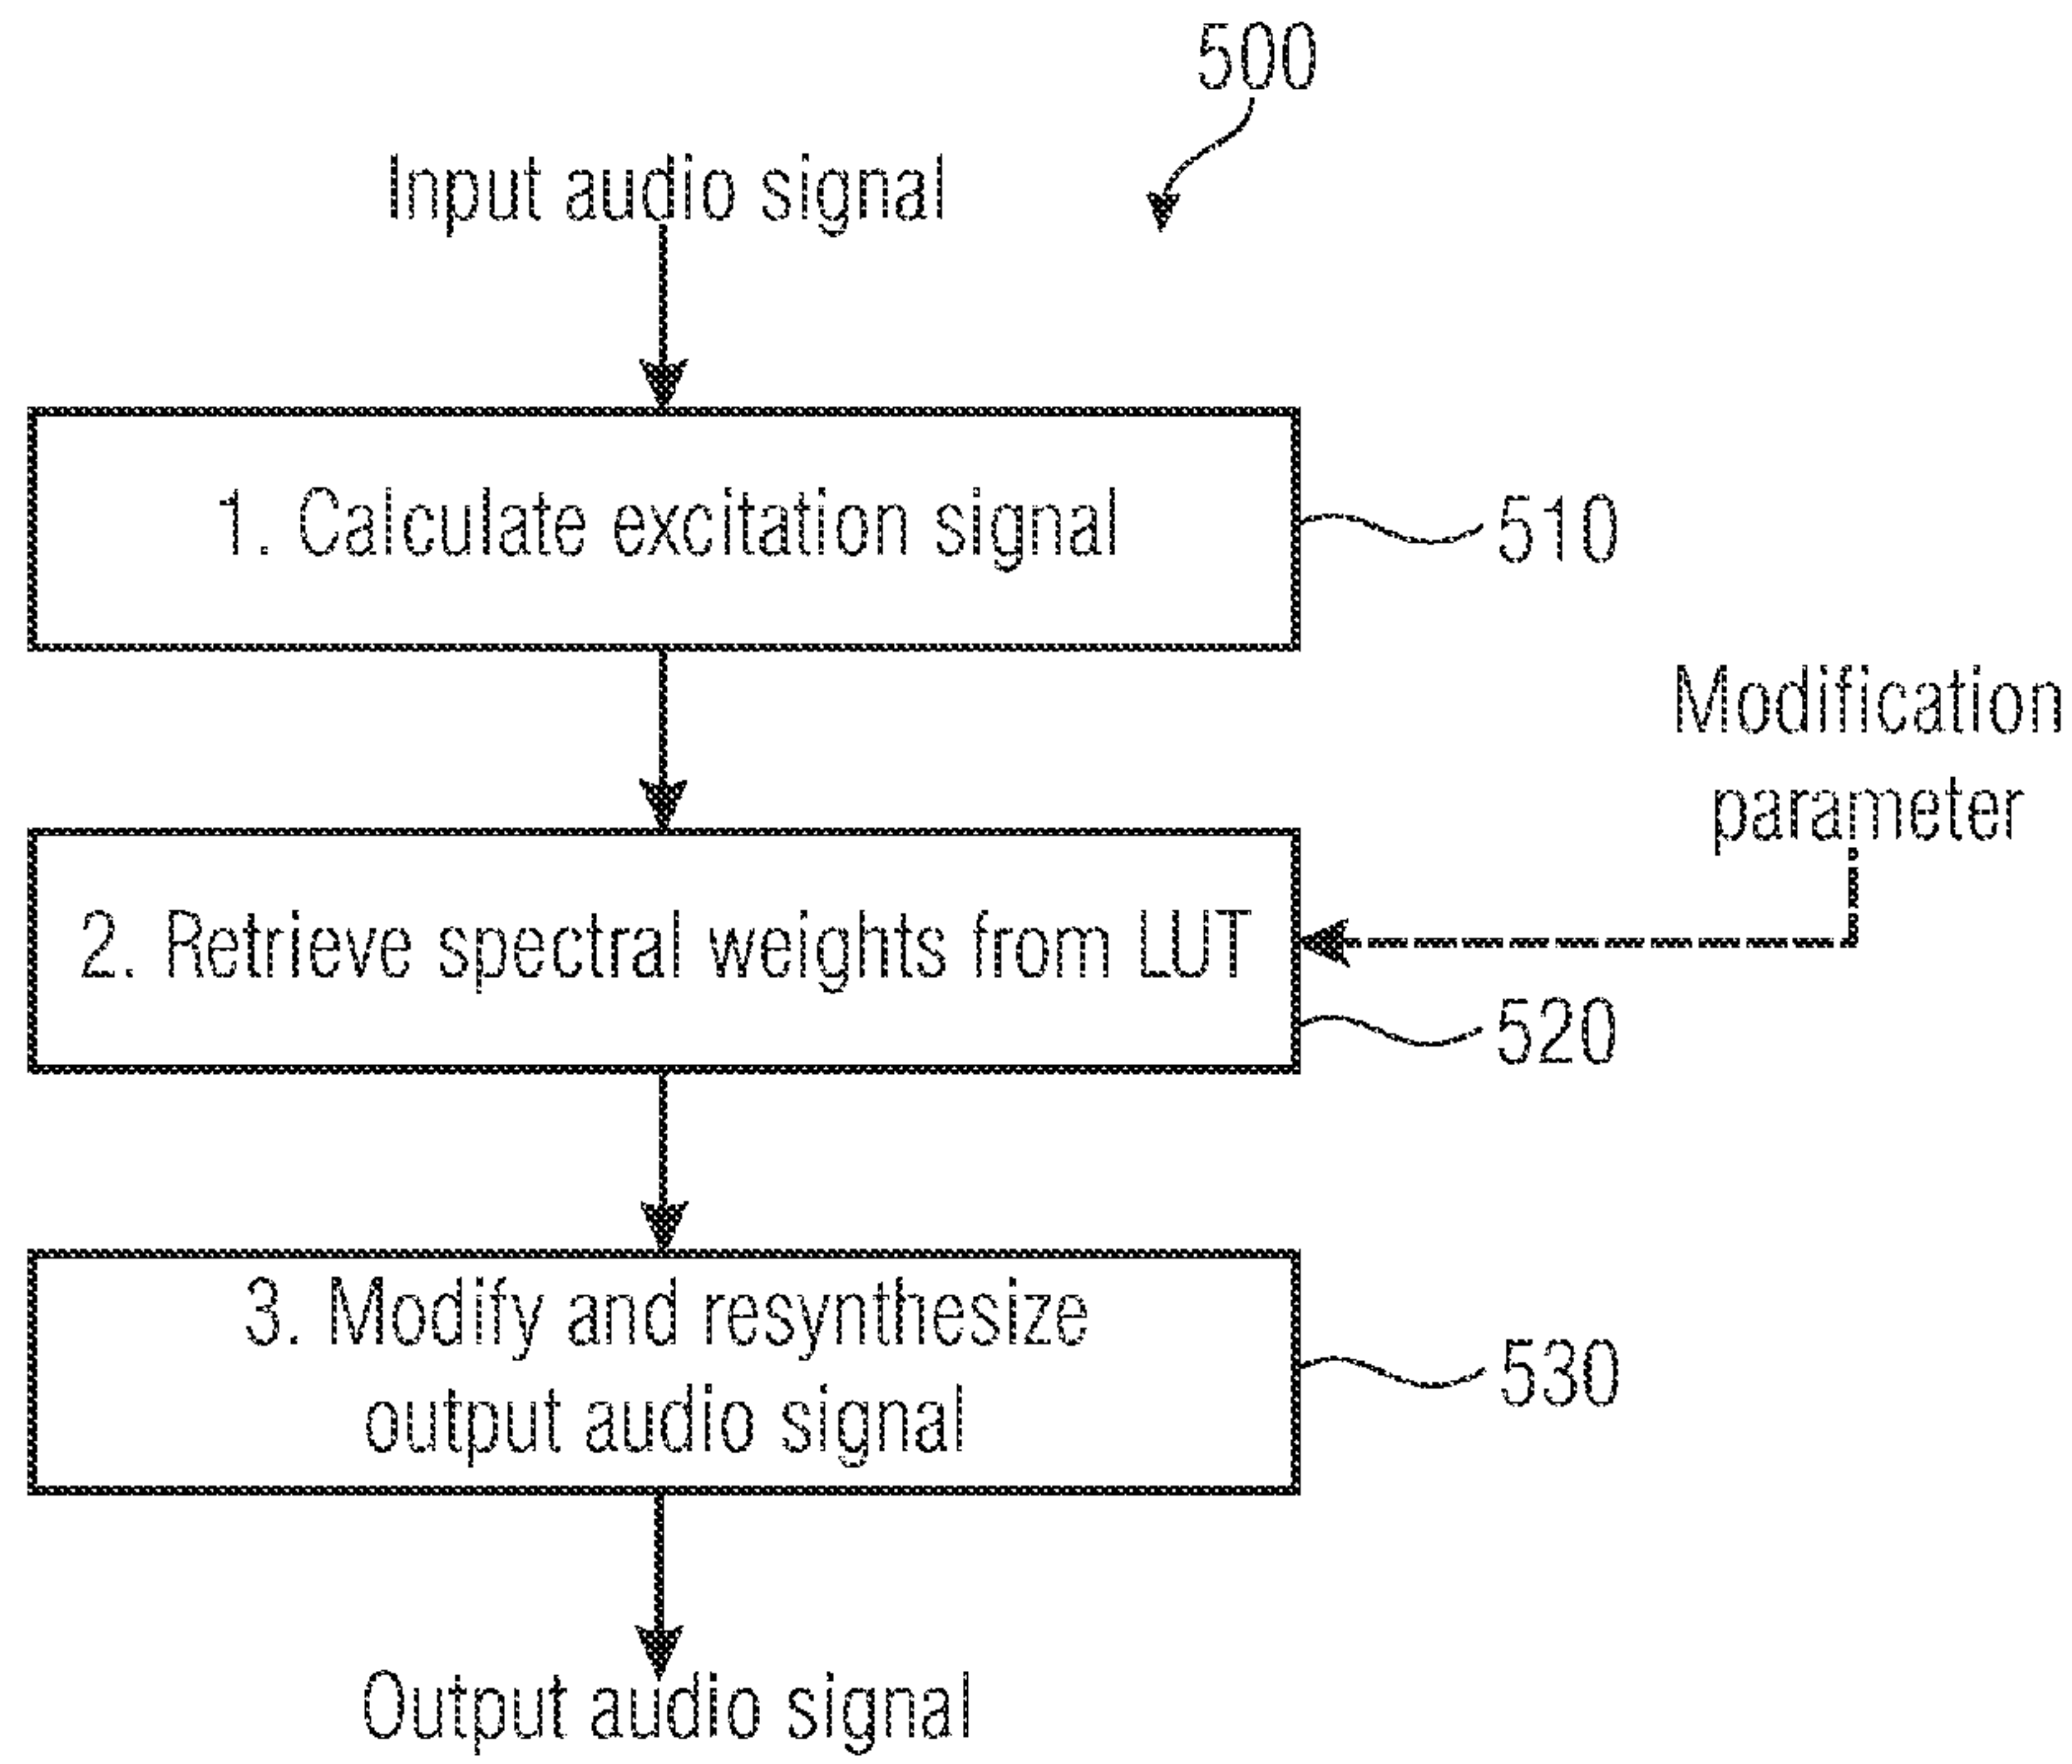 500
Input audio signal
1. Calculate excitation signal
510
Modification
parameter
2. Retrieve spectral weights from LUT
520
3. Modify and resynthesize
output audio signal
530
Output audio signal